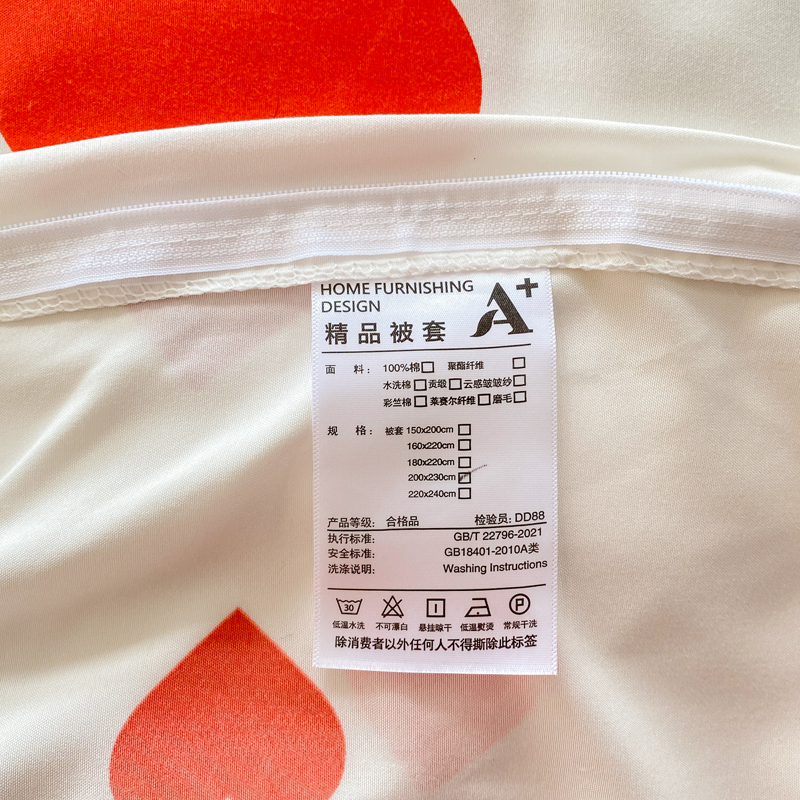 HOME FURNISHING
DESIGN
A+
精品被套
面 料: 100%棉□ 聚酯纤维 □
水洗棉□贡缎□云感皱皱纱□
彩竺棉□莱赛尔纤维□磨毛□
规 格: 被套 150x200cm □
160x220cm □
180x220cm □
200x230cm ☑
220x240cm □
产品等级: 合格品 检验员: DD88
执行标准: GB/T 22796-2021
安全标准: GB18401-2010A类
洗涤说明: Washing Instructions
30 P
低温水洗 不可漂白 悬挂晾干 低温熨烫 常规干洗
除消费者以外任何人不得撕除此标签